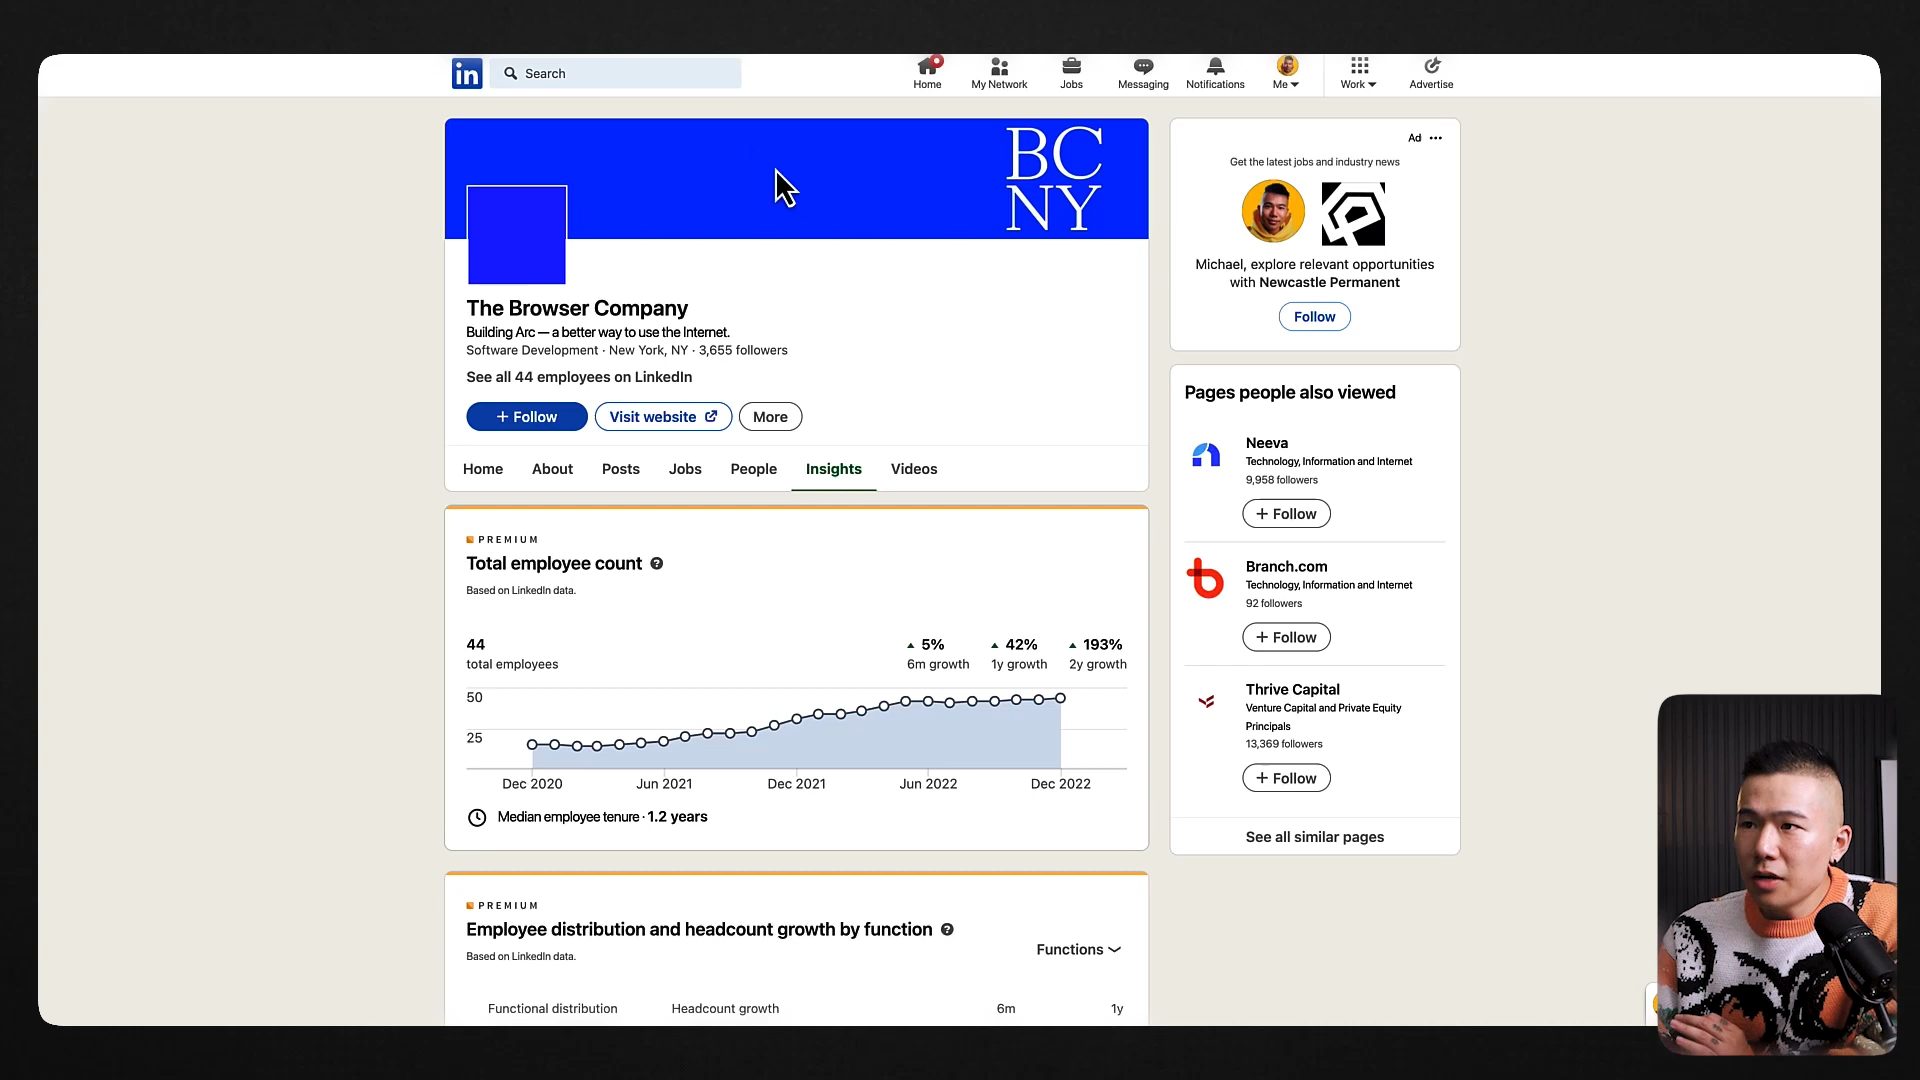 in
Search
Home
My Network
Jobs
Messaging
Notifications
Me
Work
Advertise
BC
NY
The Browser Company
Building Arc — a better way to use the Internet.
Software Development · New York, NY · 3,655 followers
See all 44 employees on LinkedIn
+ Follow
Visit website
More
Home
About
Posts
Jobs
People
Insights
Videos
PREMIUM
Total employee count
Based on LinkedIn data.
44
total employees
5%
6m growth
42%
1y growth
193%
2y growth
50
25
Dec 2020
Jun 2021
Dec 2021
Jun 2022
Dec 2022
Median employee tenure · 1.2 years
PREMIUM
Employee distribution and headcount growth by function
Based on LinkedIn data.
Functions
Functional distribution
Headcount growth
6m
1y
Ad
Get the latest jobs and industry news
Michael, explore relevant opportunities
with Newcastle Permanent
Follow
Pages people also viewed
Neeva
Technology, Information and Internet
9,958 followers
+ Follow
Branch.com
Technology, Information and Internet
92 followers
+ Follow
Thrive Capital
Venture Capital and Private Equity
Principals
13,369 followers
+ Follow
See all similar pages